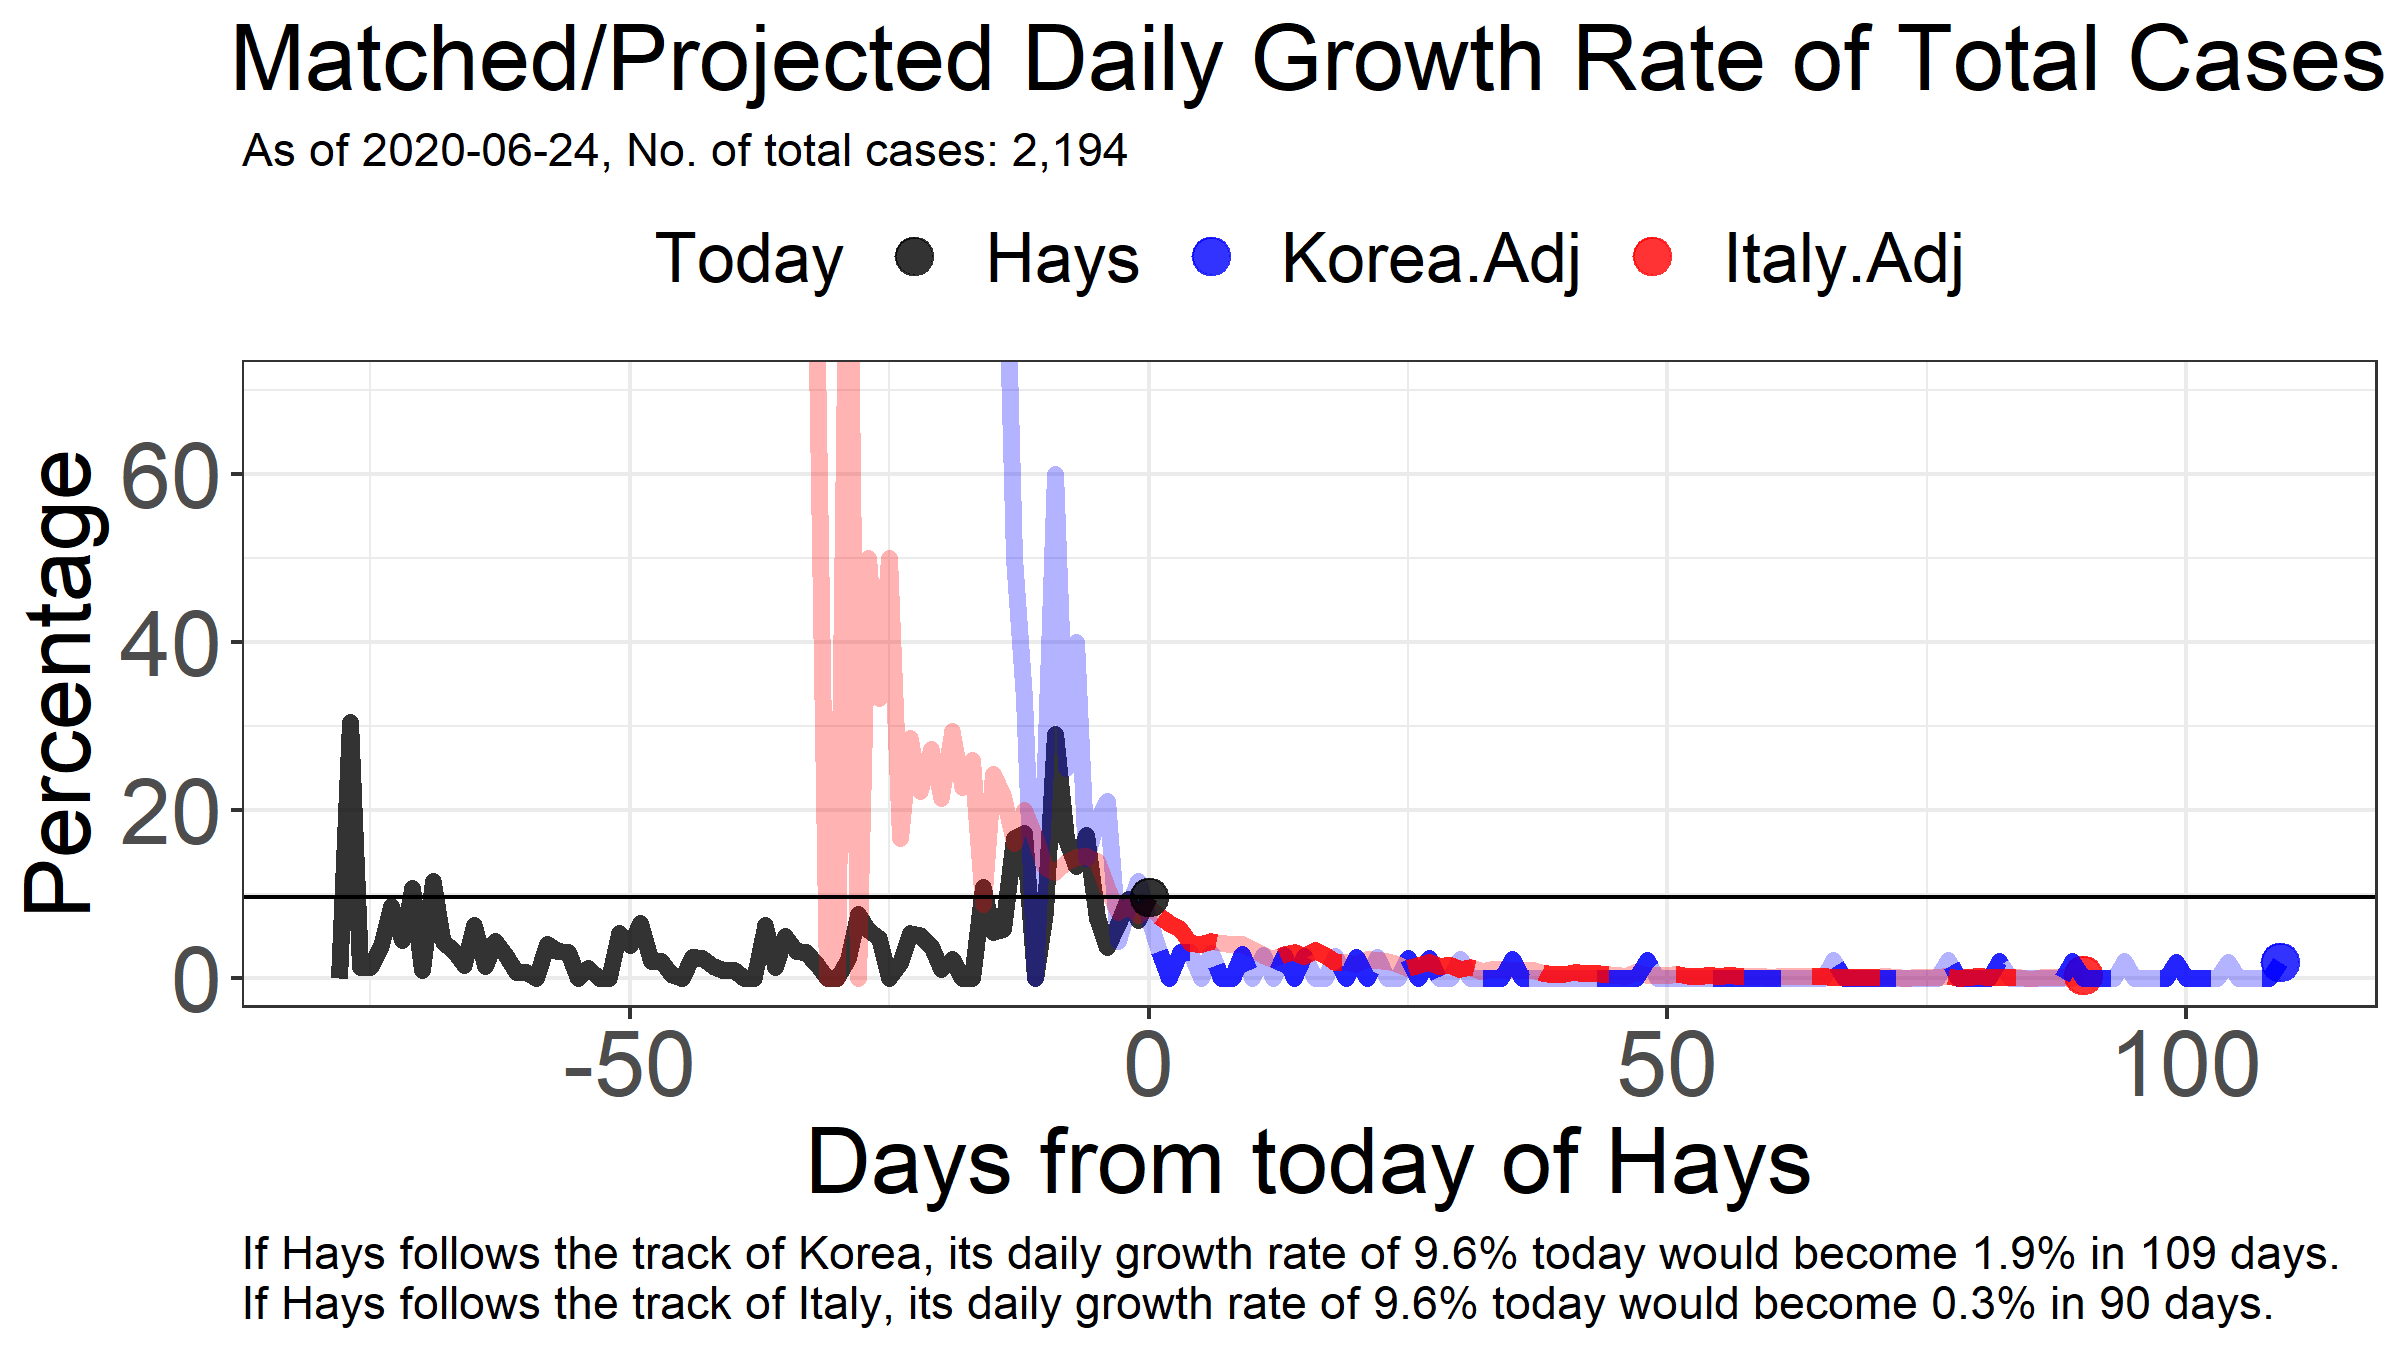 Matched/Projected Daily Growth Rate of Total Cases
As of 2020-06-24, No. of total cases: 2,194
Today Hays Korea.Adj Italy.Adj
Percentage
60
40
20
0
-50 0 50 100
Days from today of Hays
If Hays follows the track of Korea, its daily growth rate of 9.6% today would become 1.9% in 109 days.
If Hays follows the track of Italy, its daily growth rate of 9.6% today would become 0.3% in 90 days.